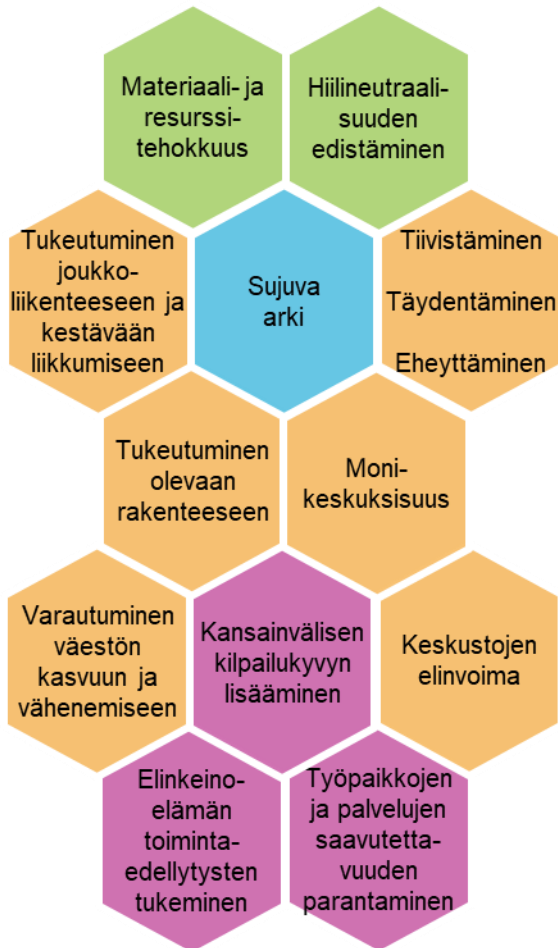 Materiaali- ja
resurssi-
tehokkuus
Hiilineutraali-
suuden
edistäminen
Tukeutuminen
joukko-
liikenteeseen ja
kestävään
liikkumiseen
Sujuva
arki
Tiivistäminen
Täydentäminen
Eheyttäminen
Tukeutuminen
olevaan
rakenteeseen
Moni-
keskuksisuus
Varautuminen
väestön
kasvuun ja
vähenemiseen
Kansainvälisen
kilpailukyvyn
lisääminen
Keskustojen
elinvoima
Elinkeino-
elämän
toiminta-
edellytysten
tukeminen
Työpaikkojen
ja palvelujen
saavutetta-
vuuden
parantaminen